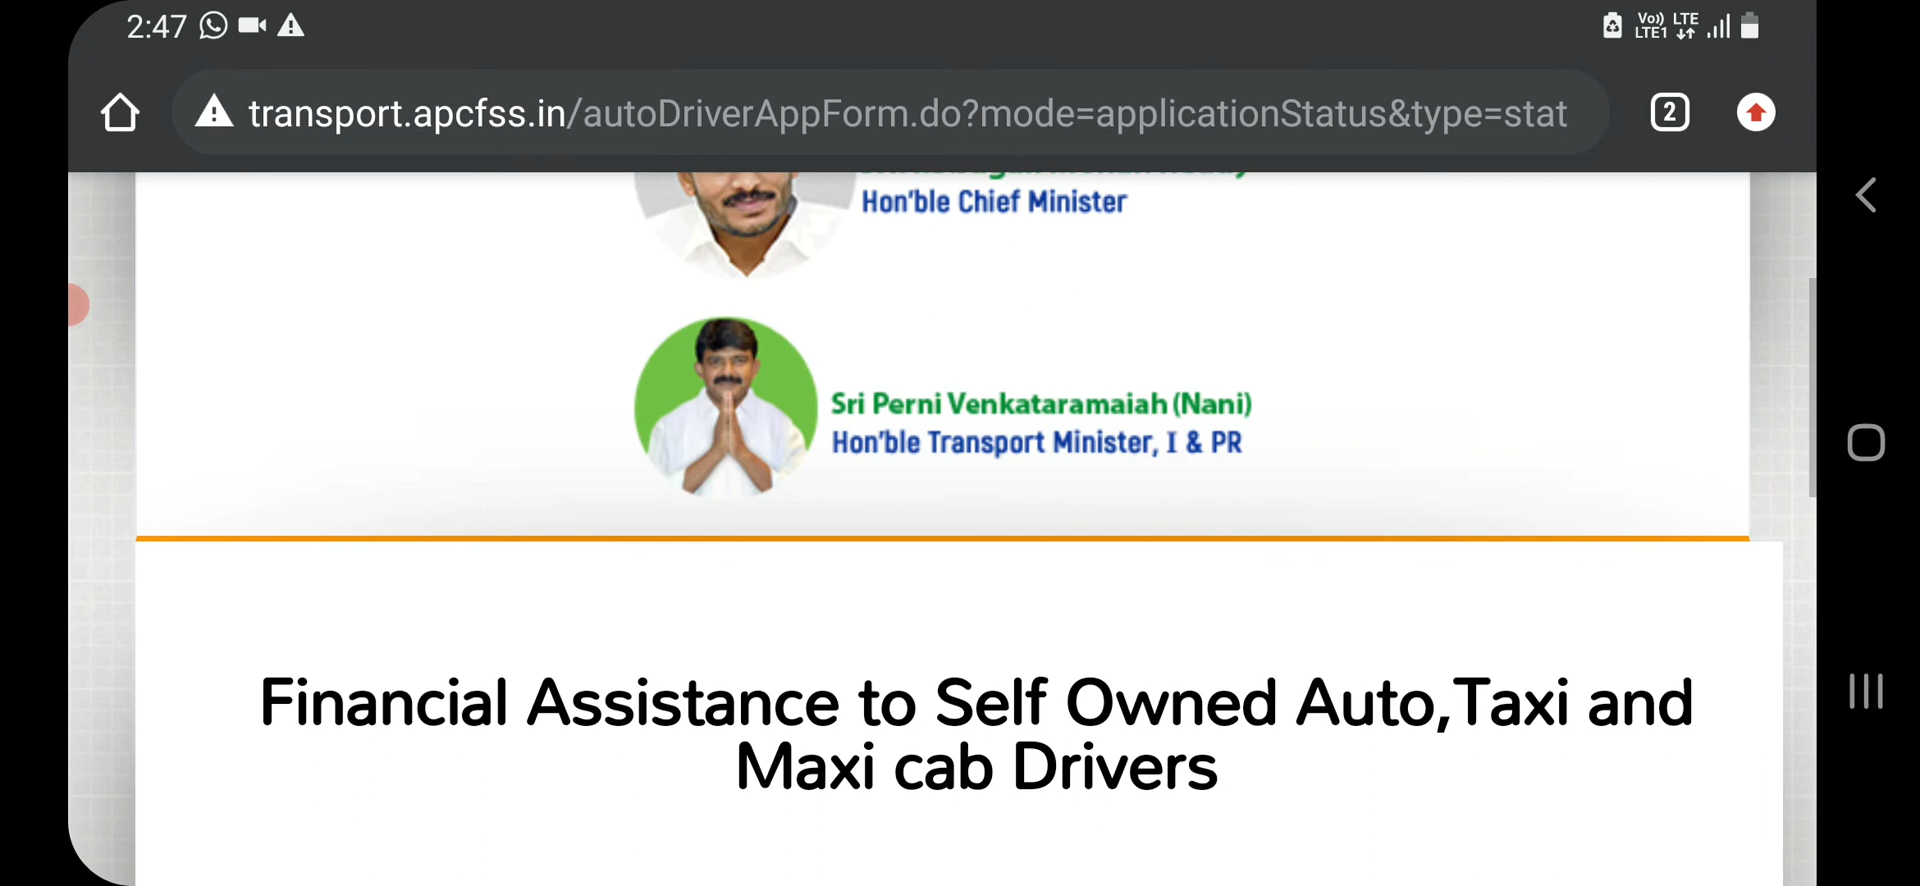 2:47
Vo)) LTE
LTE1
transport.apcfss.in/autoDriverAppForm.do?mode=applicationStatus&type=stat
2
Hon'ble Chief Minister
Sri Perni Venkataramaiah (Nani)
Hon'ble Transport Minister, I & PR
Financial Assistance to Self Owned Auto,Taxi and
Maxi cab Drivers